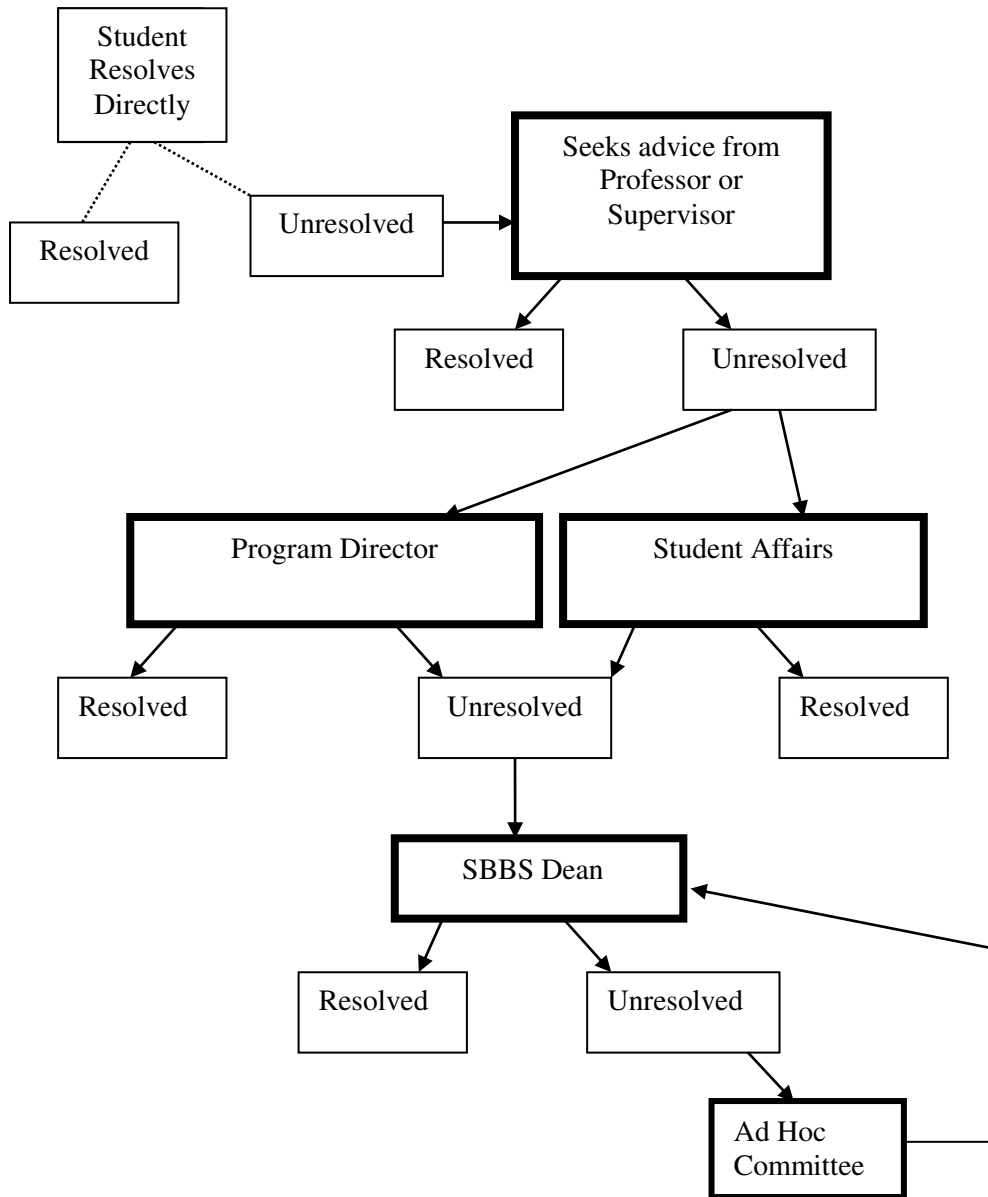 Student
Resolves
Directly
Seeks advice from
Professor or
Supervisor
Unresolved
Resolved
Resolved
Unresolved
Program Director
Student Affairs
Resolved
Unresolved
Resolved
SBBS Dean
Resolved
Unresolved
Ad Hoc
Committee